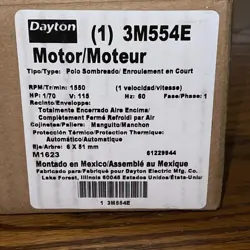 Dayton
(1) 3M554E
Motor/Moteur
Tipo/Type: Polo Sombreado/ Enroulement en Court
RPM/Tr/min: 1550 (1 velocidad/vitesse)
HP: 1/70 V: 115 Hz: 60 Fase/Phase: 1
Recinto/Enveloppe:
Totalmente Encerrado Aire Encima/
Complètement Fermé Refroidi par Air
Cojinetes/Paliers: Manguito/Manchon
Protección Térmico/Protection Thermique:
Automático/Automatique
Eje/Arbre: 6 X 51 mm
M1623 61229544
Montado en Mexico/Assemblé au Mexique
Fabricado para/Fabriqué pour Dayton Electric Mfg. Co.
Lake Forest, Illinois 60045 Estados Unidos/États-Unis
1 3M554E